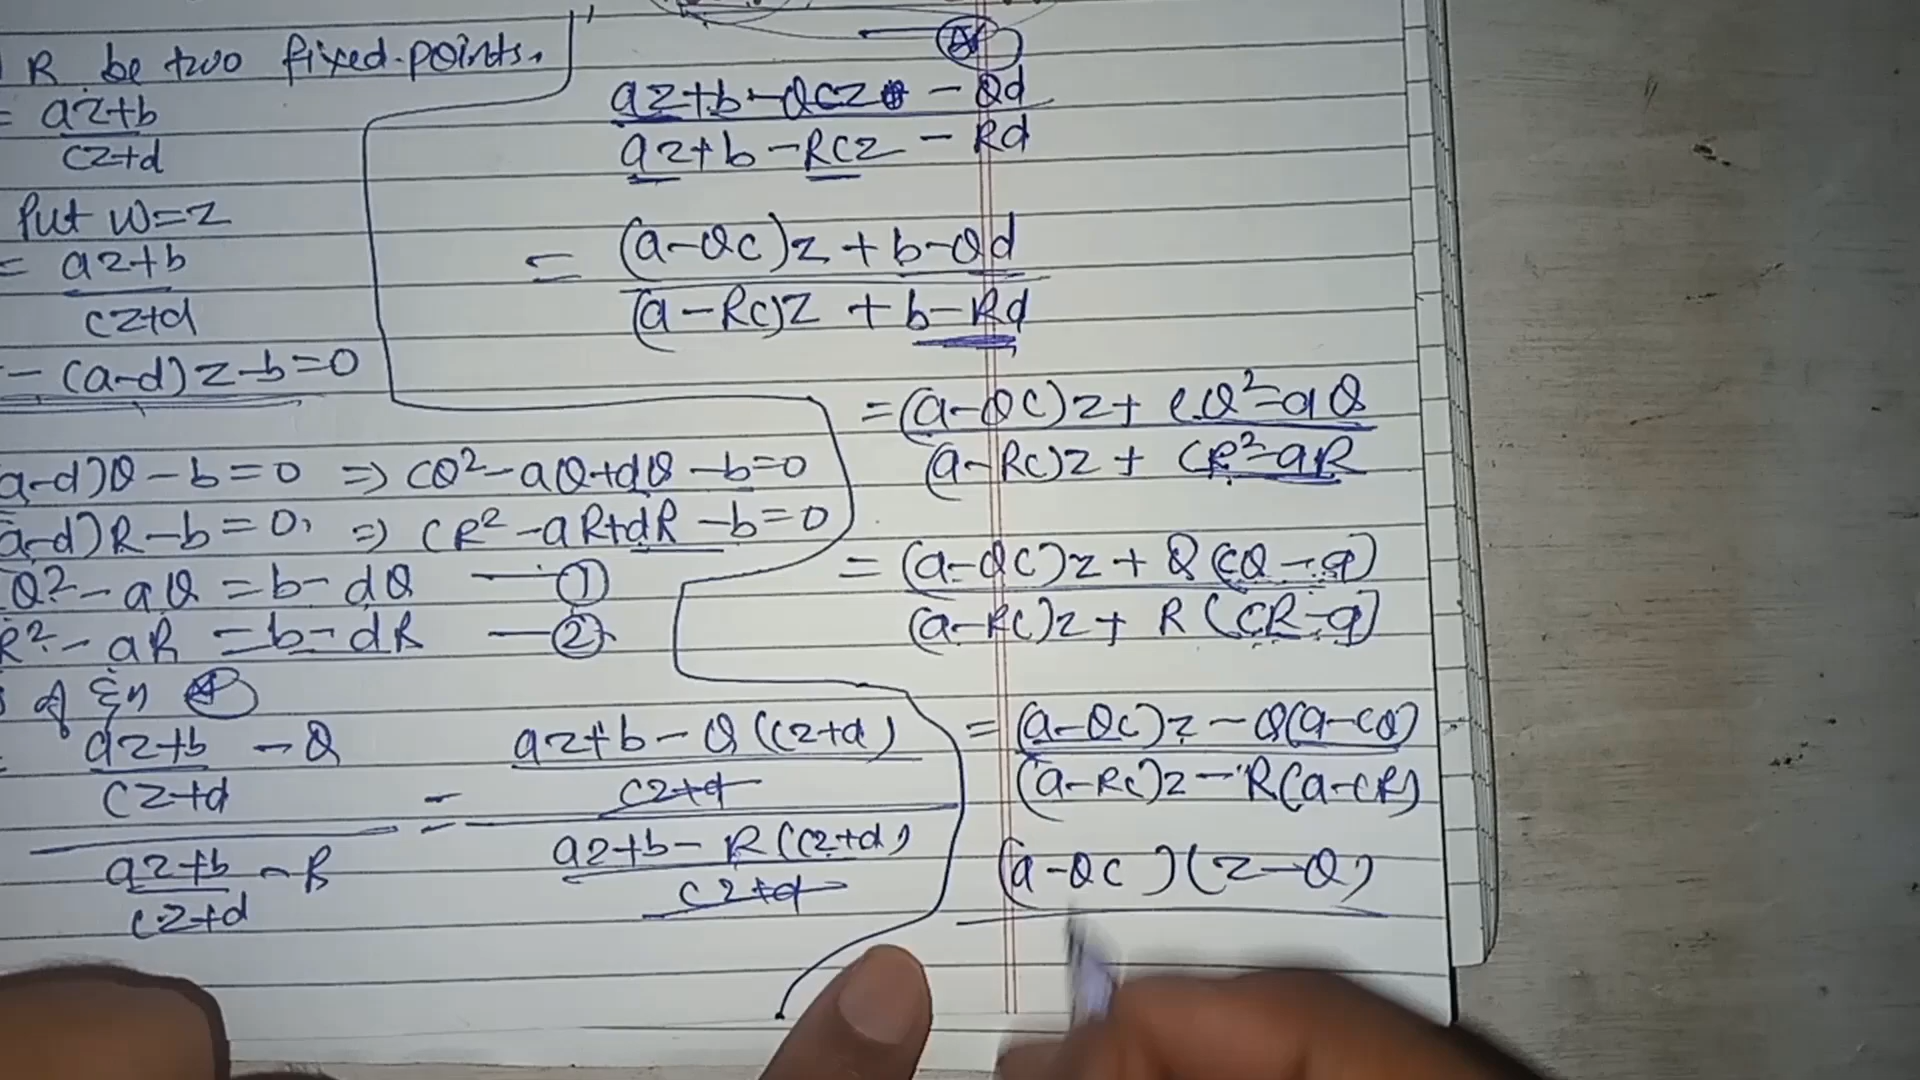 R be two fixed points.
= az+b
cz+d
Put w=z
= az+b
cz+d
- (a-d)z-b=0
a-d)Q-b=0 => cQ²-aQ+dQ-b=0
a-d)R-b=0, => cR²-aR+dR-b=0
Q²-aQ = b-dQ —①
R²-aR = b-dR —②
of Eqn
az+b - Q
cz+d
az+b - R
cz+d
= az+b-Q(cz+d)
cz+d
az+b-R(cz+d)
cz+d
az+b-Qcz - Qd
az+b-Rcz - Rd
= (a-Qc)z+b-Qd
(a-Rc)z+b-Rd
= (a-Qc)z+cQ²-aQ
(a-Rc)z+cR²-aR
= (a-Qc)z+Q(cQ-a)
(a-Rc)z+R(cR-a)
= (a-Qc)z-Q(a-cQ)
(a-Rc)z-R(a-cR)
(a-Qc)(z-Q)